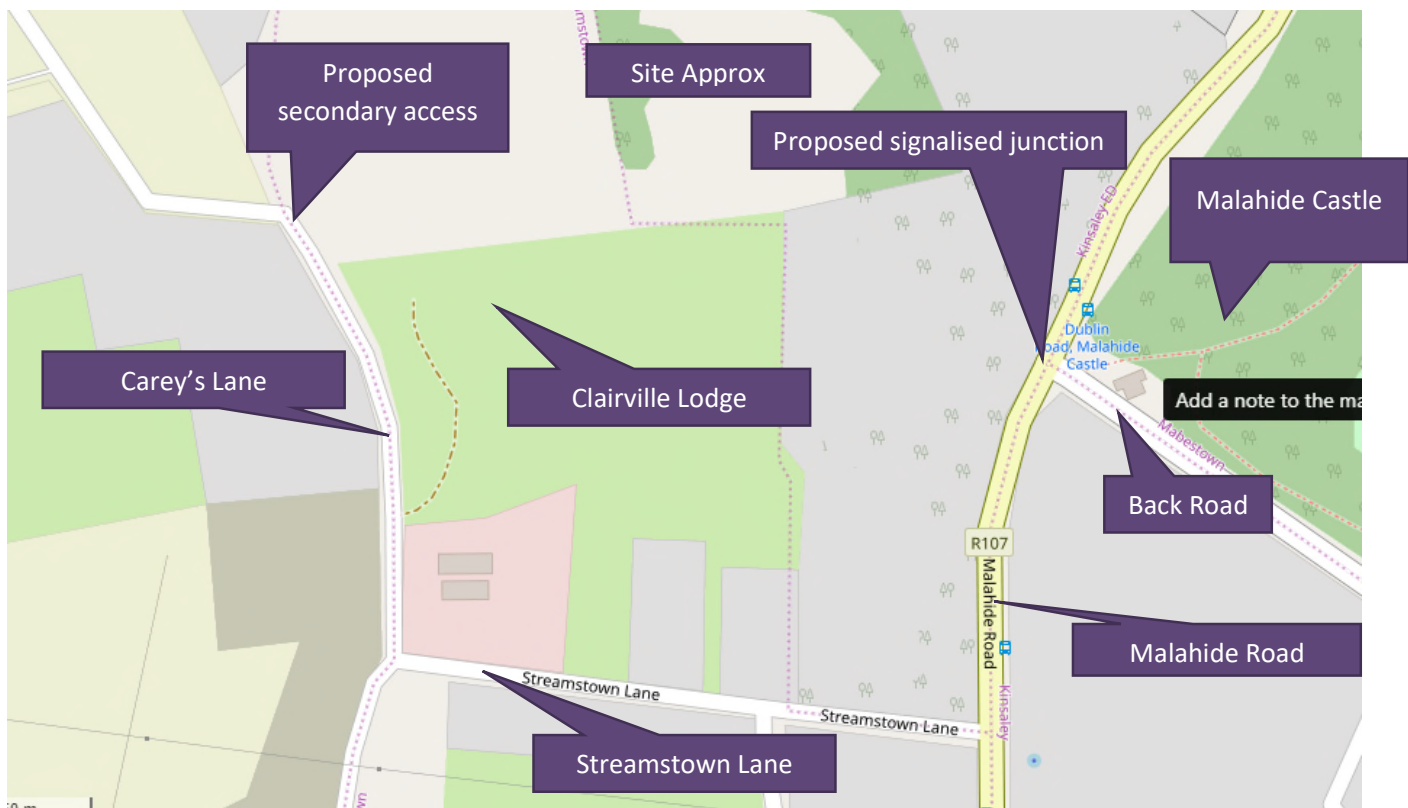 mstow
Proposed
secondary access
Site Approx
Proposed signalised junction
Malahide Castle
Kinsaley ED
Dublin
Road, Malahide
Castle
Carey’s Lane
Clairville Lodge
Add a note to the ma
Mabestown
Back Road
R107
Malahide Road
Malahide Road
Kinsaley
Streamstown Lane
Streamstown Lane
Streamstown Lane
wn